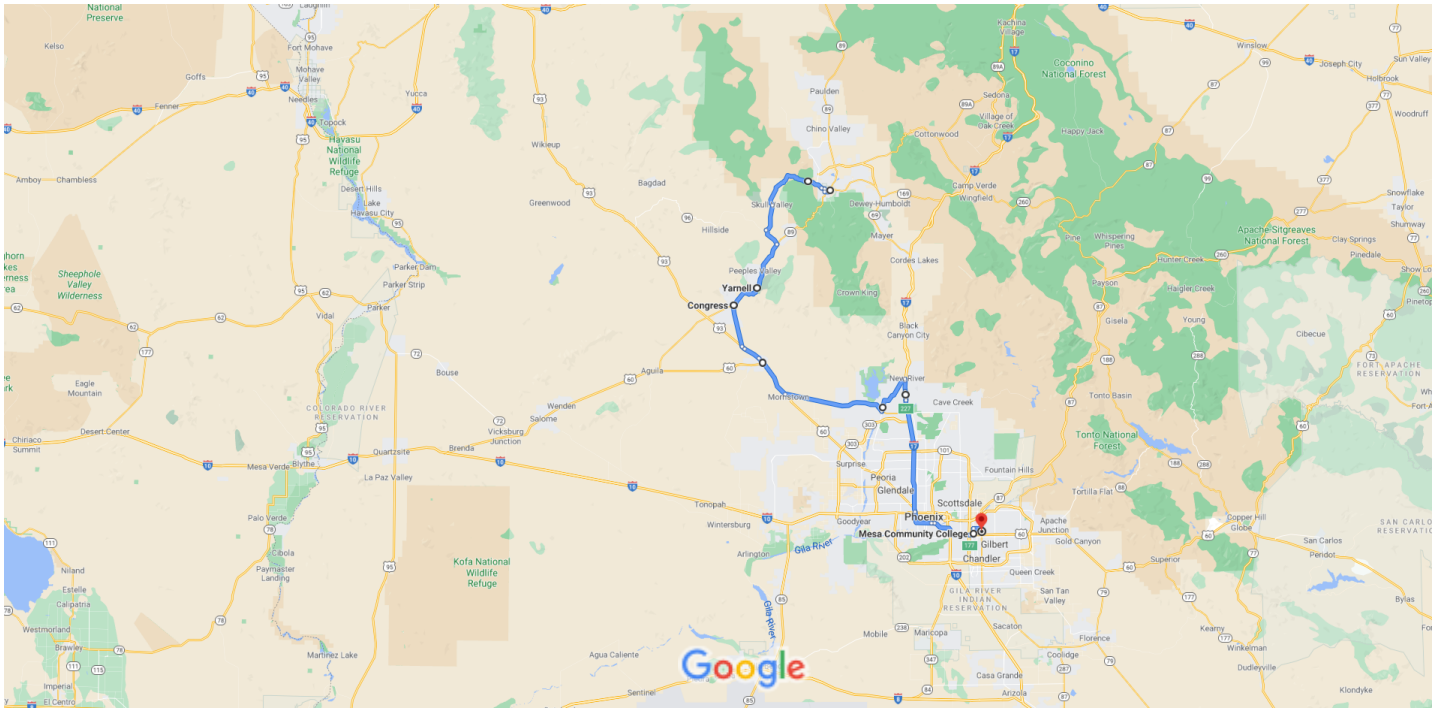 National
Preserve
Laughlin
Kelso
Fort Mohave
Mohave
Valley
Goffs
Fenner
Needles
Topock
Yucca
Havasu
National
Wildlife
Refuge
Amboy
Chambless
Desert Hills
Lake
Havasu City
Wikieup
Bagdad
Greenwood
Hillside
Paulden
Chino Valley
Skull Valley
Dewey-Humboldt
Mayer
Cordes Lakes
Peeples Valley
Yarnell
Congress
Crown King
Black
Canyon City
Kachina
Village
Coconino
National Forest
Sedona
Village of
Oak Creek
Cottonwood
Happy Jack
Camp Verde
Wingfield
Winslow
Joseph City
Sun Valley
Holbrook
Woodruff
Snowflake
Taylor
Shumway
Apache-Sitgreaves
National Forest
Clay Springs
Pinedale
Show Lo
Pinetop
Pine
Whispering
Pines
Hunter Creek
Haigler Creek
Payson
Gisela
Young
Cibecue
FORT APACHE
RESERVATION
Tonto Basin
Tonto National
Forest
Sheephole
Valley
Wilderness
Parker Dam
Parker Strip
Parker
Vidal
Bouse
Eagle
Mountain
COLORADO RIVER
RESERVATION
Chiriaco
Summit
Desert Center
Mesa Verde
Blythe
Quartzsite
La Paz Valley
Brenda
Vicksburg
Junction
Salome
Wenden
Aguila
Morristown
New River
Cave Creek
Surprise
Peoria
Glendale
Scottsdale
Fountain Hills
Phoenix
Goodyear
Mesa Community College
Gilbert
Chandler
Apache
Junction
Gold Canyon
Queen Creek
Tortilla Flat
Superior
Copper Hill
Globe
SAN CARLO
RESERVATION
San Carlos
Peridot
Bylas
Tonopah
Wintersburg
Arlington
Gila River
Gila River
Palo Verde
Cibola
Paymaster
Landing
Kofa National
Wildlife
Refuge
Niland
Estelle
Calipatria
Westmorland
Brawley
Imperial
El Centro
Martinez Lake
Agua Caliente
Sentinel
GILA RIVER
INDIAN
RESERVATION
San Tan
Valley
Sacaton
Mobile
Maricopa
Florence
Coolidge
Casa Grande
Arizola
Kearny
Winkelman
Dudleyville
Klondyke
Google